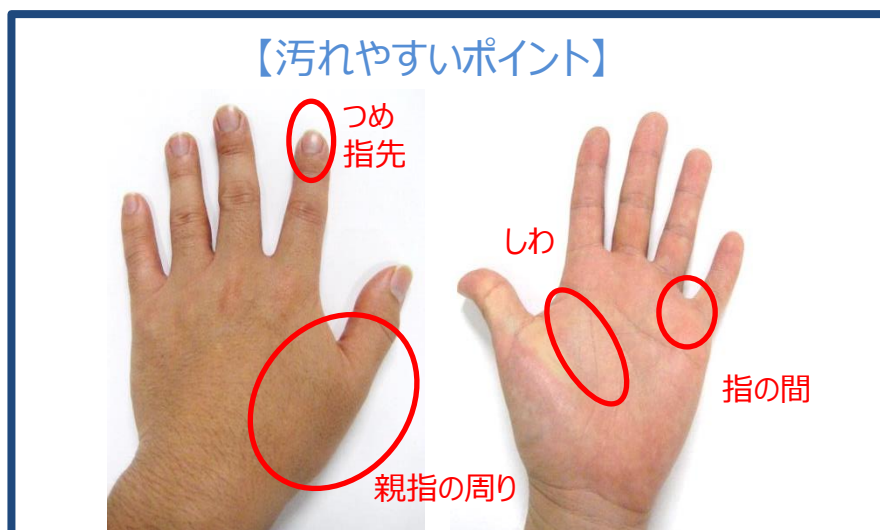 【汚れやすいポイント】
つめ
指先
しわ
指の間
親指の周り